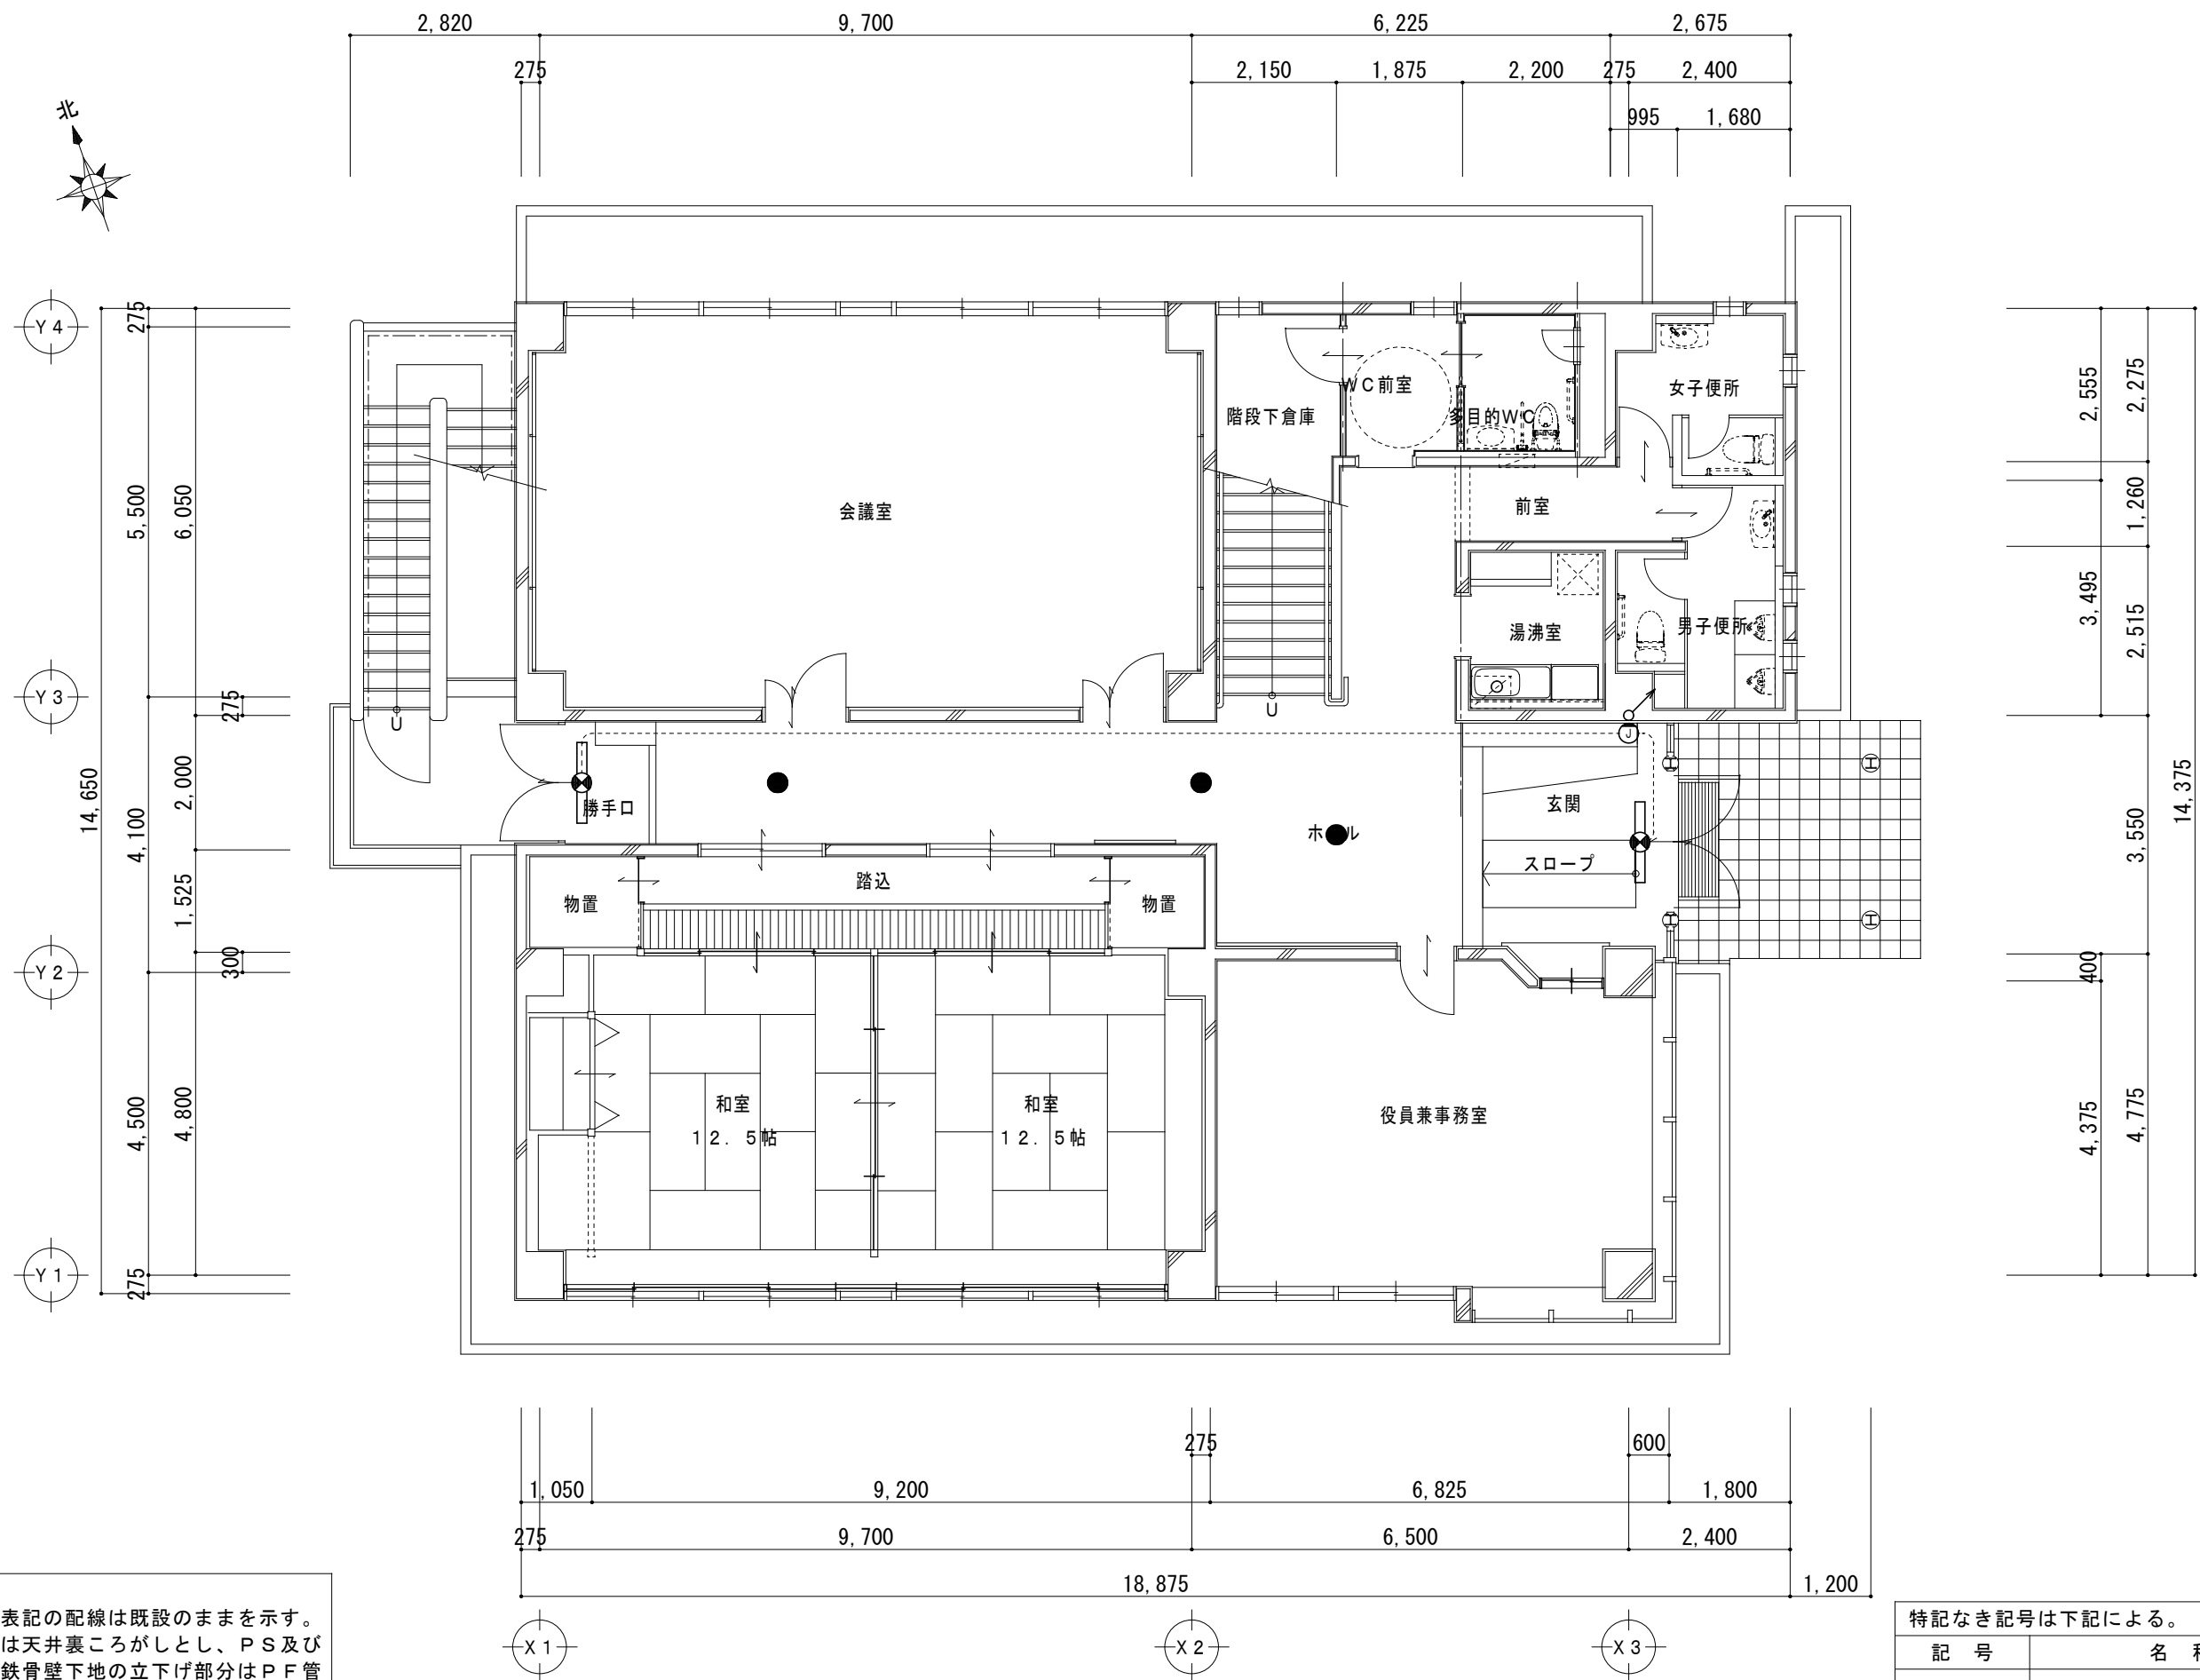 2,820 9,700 6,225 2,675
275 2,150 1,875 2,200 275 2,400
995 1,680
北
Y4
Y3
Y2
Y1
275
5,500
6,050
275
14,650
4,100
2,000
1,525
300
4,500
4,800
275
会議室
階段下倉庫
WC前室
多目的WC
女子便所
前室
湯沸室
男子便所
U
U
J
勝手口
ホール
玄関
スロープ
物置
踏込
物置
和室
12.5帖
和室
12.5帖
役員兼事務室
2,555
2,275
1,260
3,495
2,515
14,375
3,550
400
4,375
4,775
275 600
1,050 9,200 6,825 1,800
275 9,700 6,500 2,400
18,875 1,200
X1 X2 X3
表記の配線は既設のままを示す。
は天井裏ころがしとし、PS及び
鉄骨壁下地の立下げ部分はPF管
特記なき記号は下記による。
記号 名